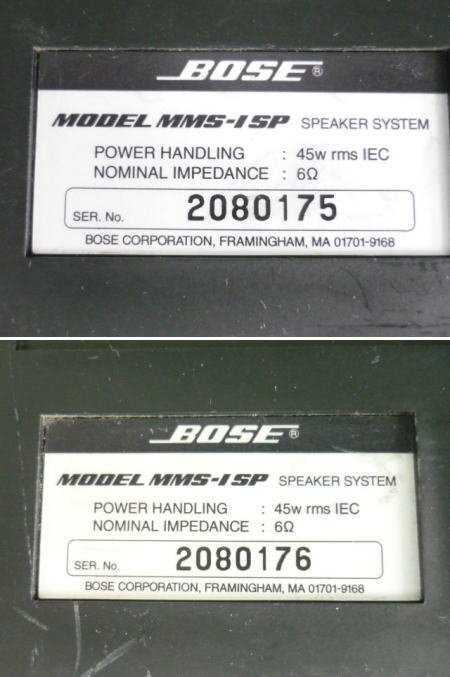 BOSE®
MODEL MMS-1SP SPEAKER SYSTEM
POWER HANDLING : 45w rms IEC
NOMINAL IMPEDANCE : 6Ω
SER. No. 2080175
BOSE CORPORATION, FRAMINGHAM, MA 01701-9168
BOSE®
MODEL MMS-1SP SPEAKER SYSTEM
POWER HANDLING : 45w rms IEC
NOMINAL IMPEDANCE : 6Ω
SER. No. 2080176
BOSE CORPORATION, FRAMINGHAM, MA 01701-9168